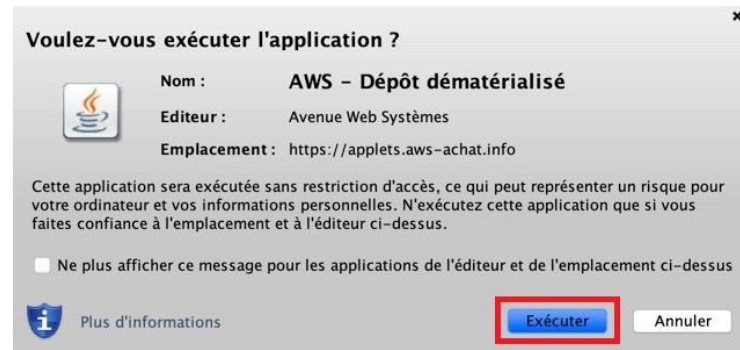 Voulez-vous exécuter l'application ?
Nom : AWS - Dépôt dématérialisé
Editeur : Avenue Web Systèmes
Emplacement : https://applets.aws-achat.info
Cette application sera exécutée sans restriction d'accès, ce qui peut représenter un risque pour
votre ordinateur et vos informations personnelles. N'exécutez cette application que si vous
faites confiance à l'emplacement et à l'éditeur ci-dessus.
Ne plus afficher ce message pour les applications de l'éditeur et de l'emplacement ci-dessus
Plus d'informations Exécuter Annuler